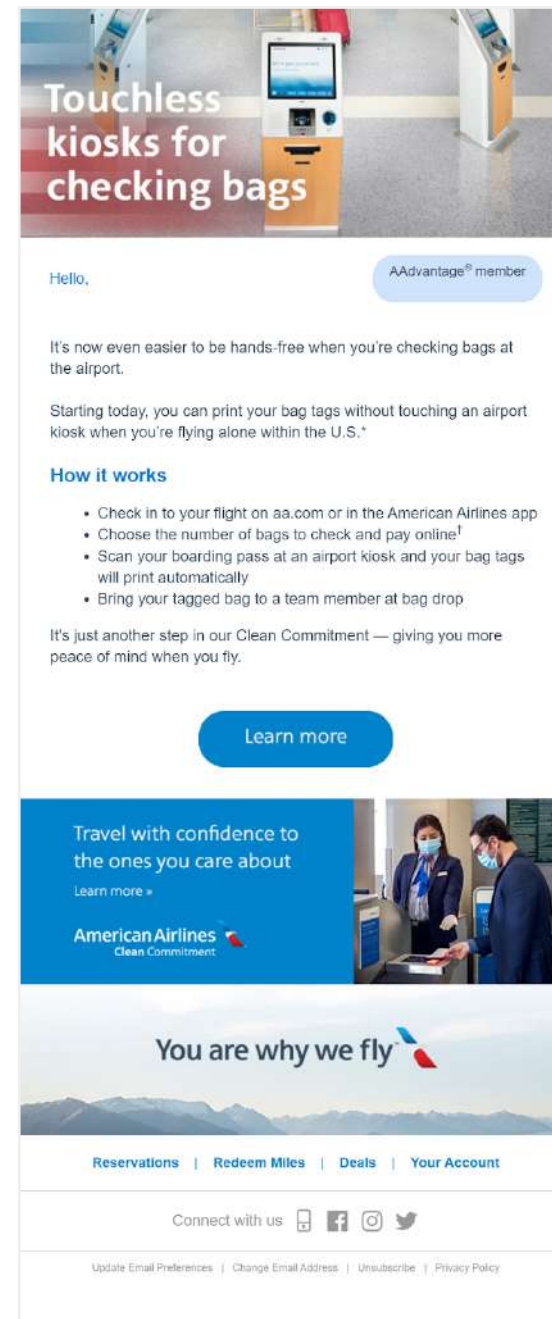 Touchless
kiosks for
checking bags
Hello,
AAdvantage® member
It's now even easier to be hands-free when you're checking bags at
the airport.
Starting today, you can print your bag tags without touching an airport
kiosk when you're flying alone within the U.S.*
How it works
• Check in to your flight on aa.com or in the American Airlines app
• Choose the number of bags to check and pay online†
• Scan your boarding pass at an airport kiosk and your bag tags
will print automatically
• Bring your tagged bag to a team member at bag drop
It's just another step in our Clean Commitment — giving you more
peace of mind when you fly.
Learn more
Travel with confidence to
the ones you care about
Learn more »
American Airlines
Clean Commitment
You are why we fly™
Reservations | Redeem Miles | Deals | Your Account
Connect with us
Update Email Preferences | Change Email Address | Unsubscribe | Privacy Policy